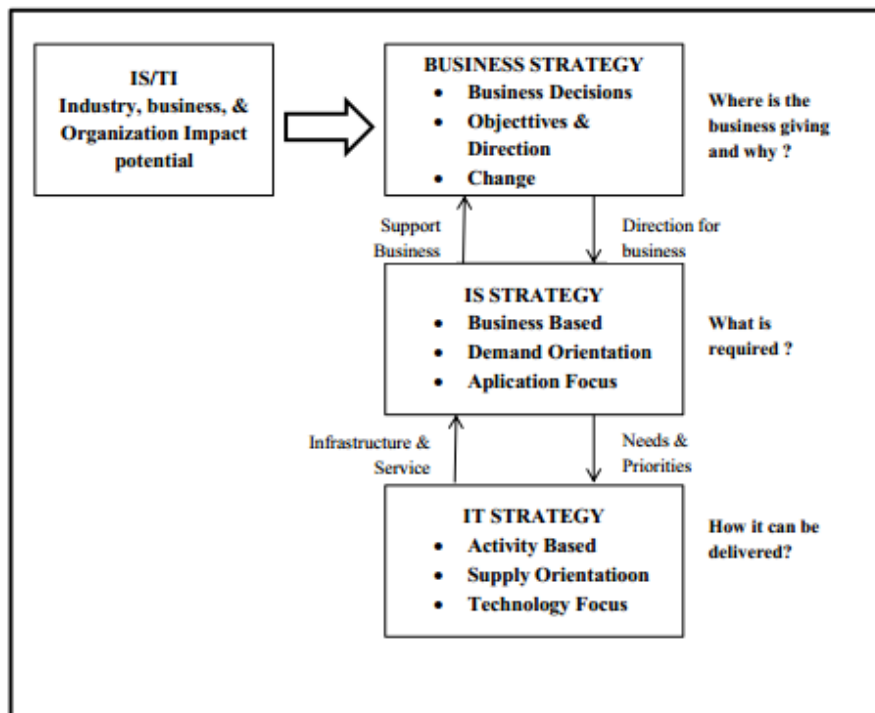 IS/TI
Industry, business, &
Organization Impact
potential
BUSINESS STRATEGY
• Business Decisions
• Objecttives &
Direction
• Change
Where is the
business giving
and why ?
Support
Business
Direction for
business
IS STRATEGY
• Business Based
• Demand Orientation
• Aplication Focus
What is
required ?
Infrastructure &
Service
Needs &
Priorities
IT STRATEGY
• Activity Based
• Supply Orientatioon
• Technology Focus
How it can be
delivered?